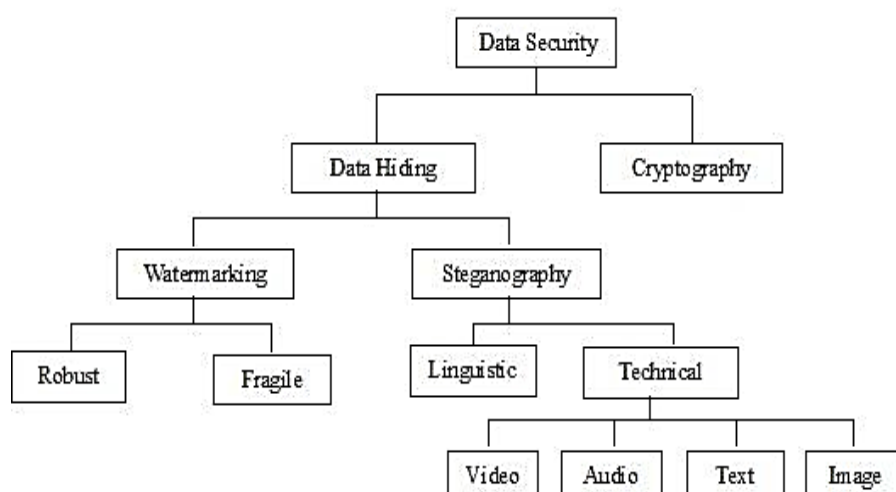 Data Security
Data Hiding
Cryptography
Watermarking
Steganography
Robust
Fragile
Linguistic
Technical
Video
Audio
Text
Image